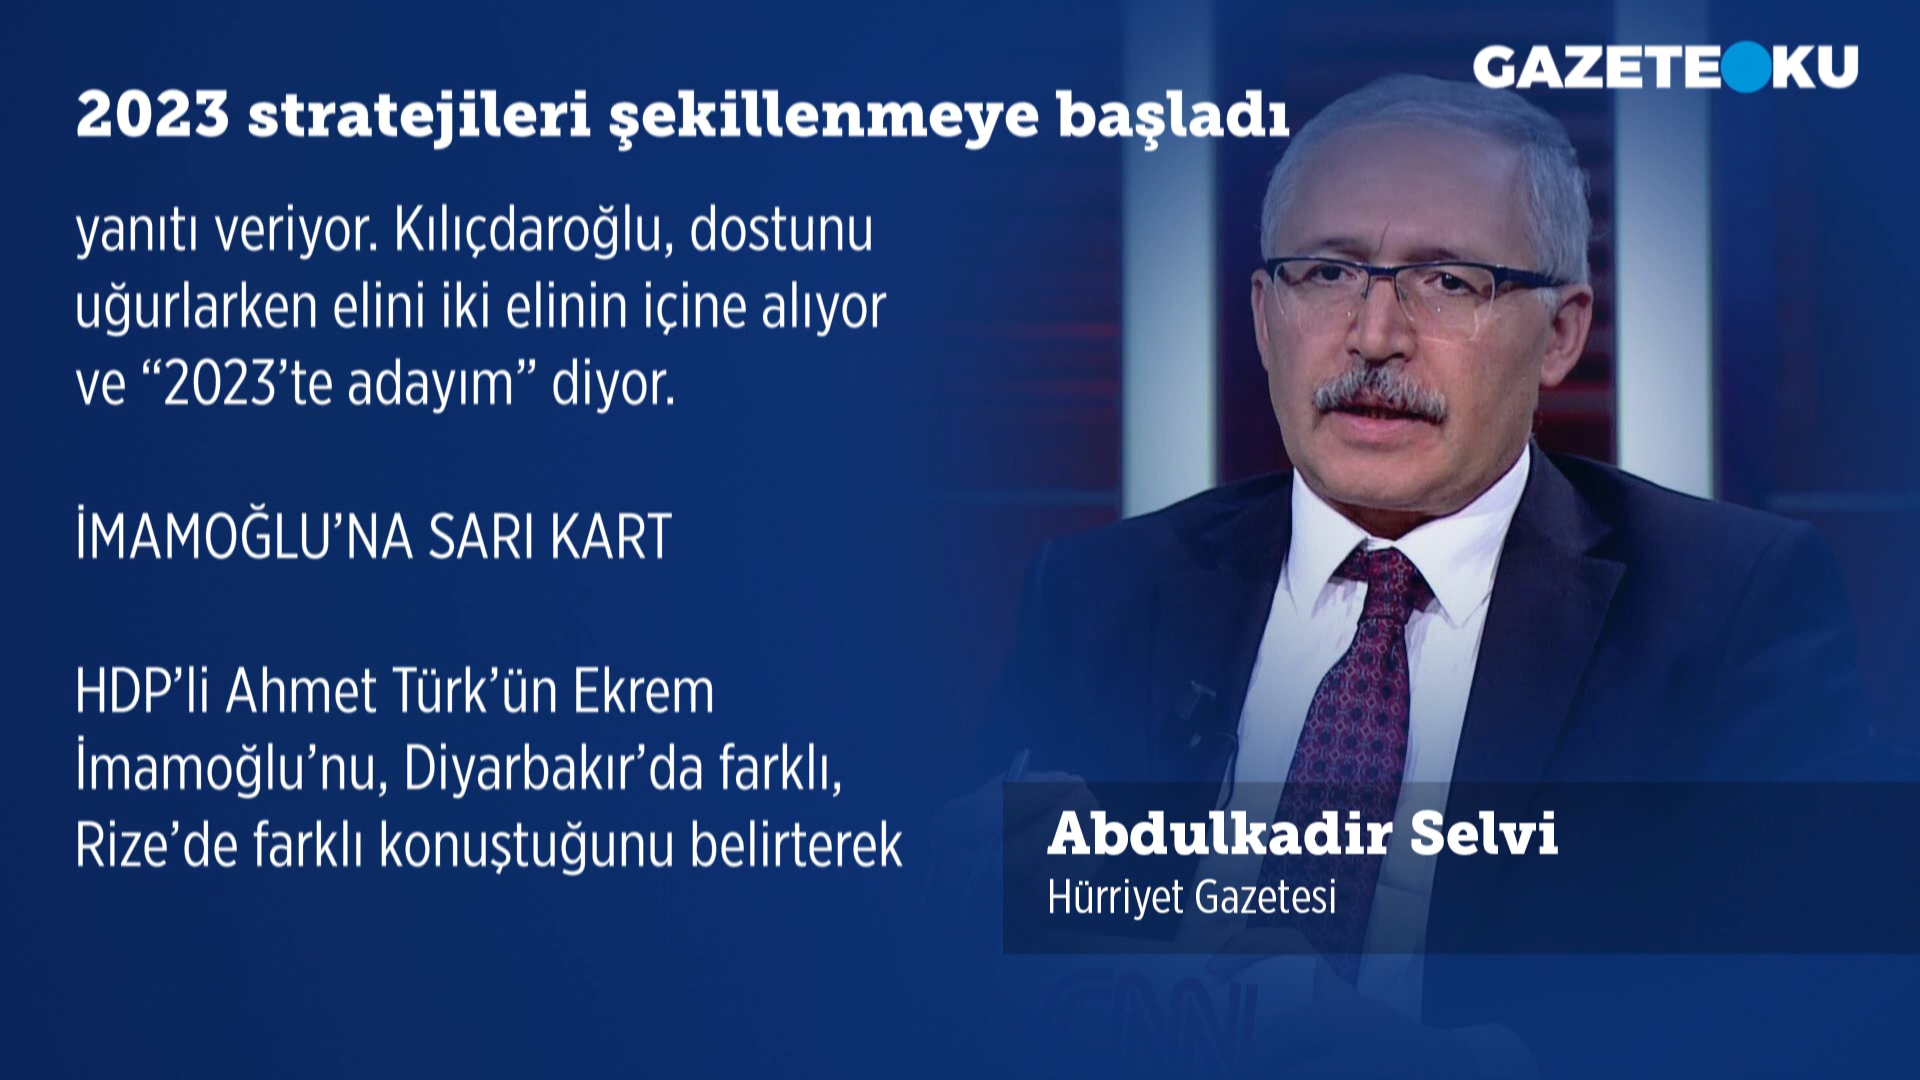 GAZETEOKU
2023 stratejileri şekillenmeye başladı
yanıtı veriyor. Kılıçdaroğlu, dostunu
uğurlarken elini iki elinin içine alıyor
ve “2023’te adayım” diyor.
İMAMOĞLU’NA SARI KART
HDP’li Ahmet Türk’ün Ekrem
İmamoğlu’nu, Diyarbakır’da farklı,
Rize’de farklı konuştuğunu belirterek
Abdulkadir Selvi
Hürriyet Gazetesi
CNN